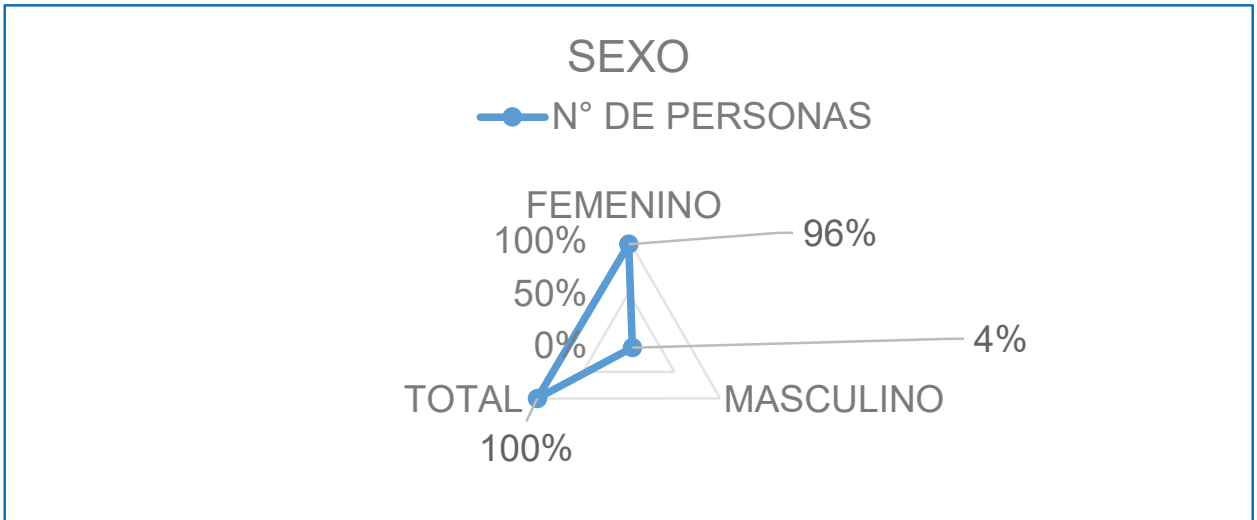 SEXO
N° DE PERSONAS
FEMENINO
100%
96%
50%
0%
4%
TOTAL
MASCULINO
100%